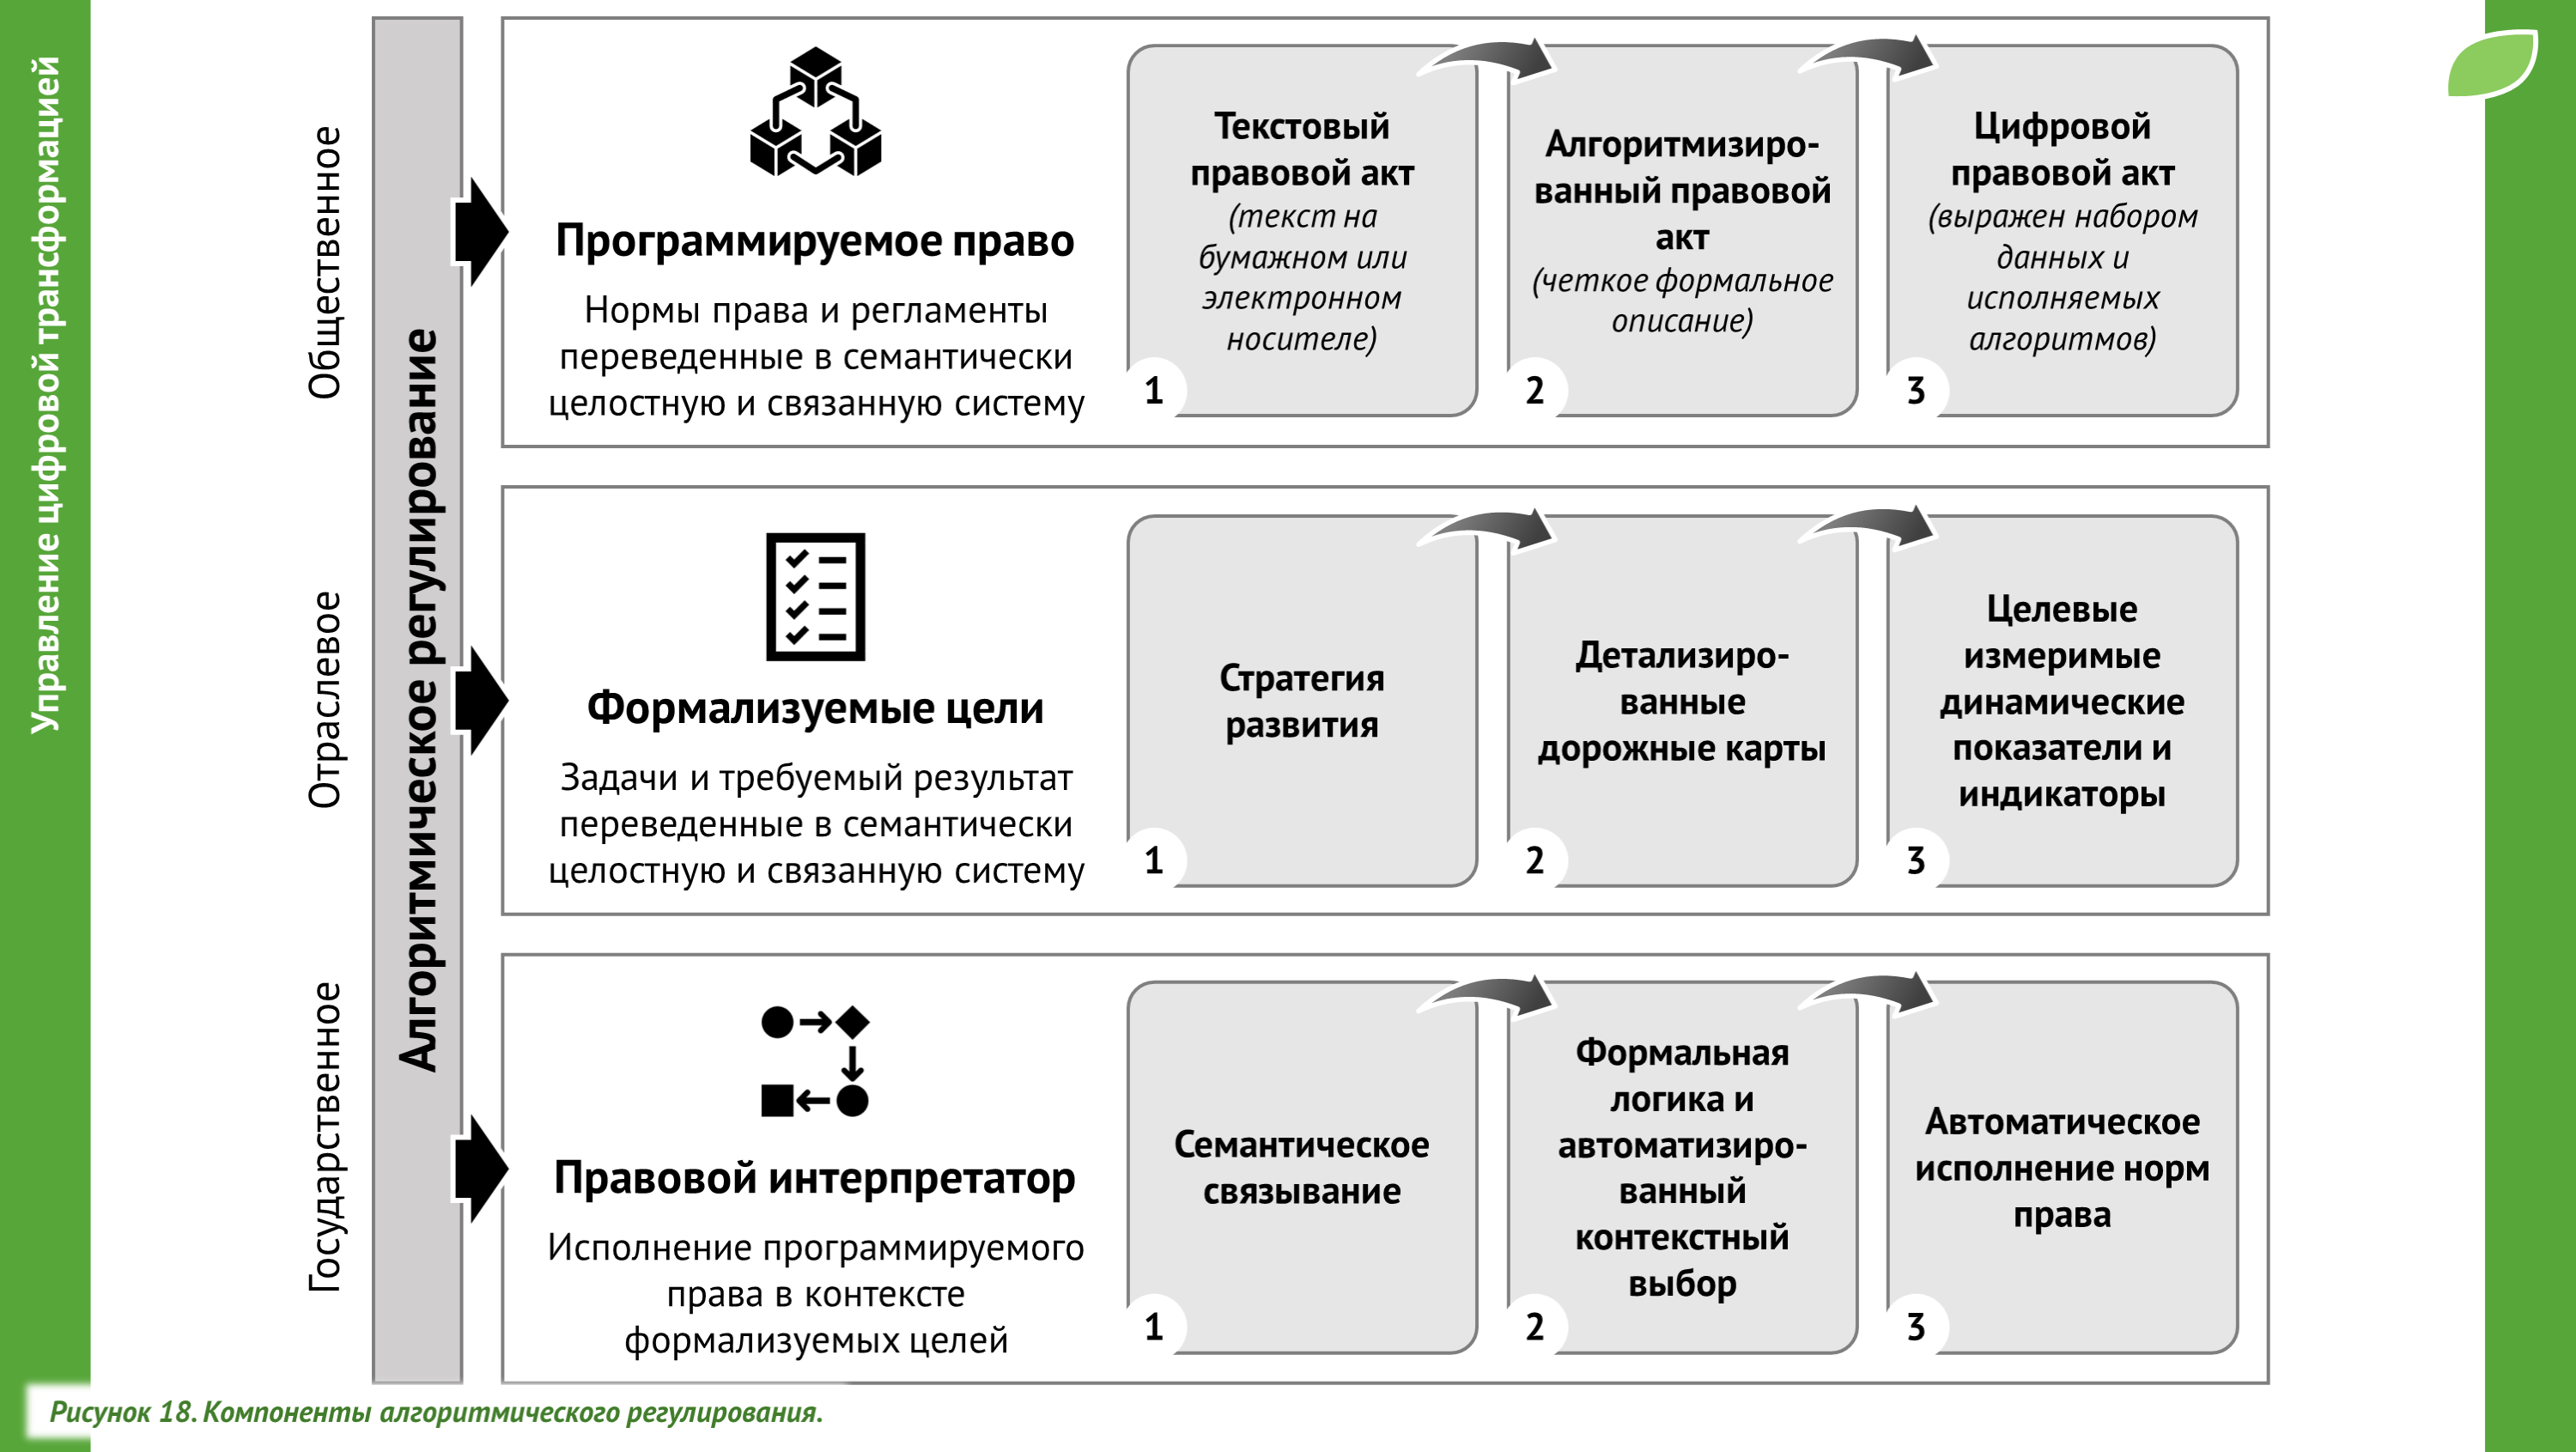 Управление цифровой трансформацией
Алгоритмическое регулирование
Общественное
Программируемое право
Нормы права и регламенты
переведенные в семантически
целостную и связанную систему
Текстовый
правовой акт
(текст на
бумажном или
электронном
носителе)
1
Алгоритмизиро-
ванный правовой
акт
(четкое формальное
описание)
2
Цифровой
правовой акт
(выражен набором
данных и
исполняемых
алгоритмов)
3
Отраслевое
Формализуемые цели
Задачи и требуемый результат
переведенные в семантически
целостную и связанную систему
Стратегия
развития
1
Детализиро-
ванные
дорожные карты
2
Целевые
измеримые
динамические
показатели и
индикаторы
3
Государственное
Правовой интерпретатор
Исполнение программируемого
права в контексте
формализуемых целей
Семантическое
связывание
1
Формальная
логика и
автоматизиро-
ванный
контекстный
выбор
2
Автоматическое
исполнение норм
права
3
Рисунок 18. Компоненты алгоритмического регулирования.